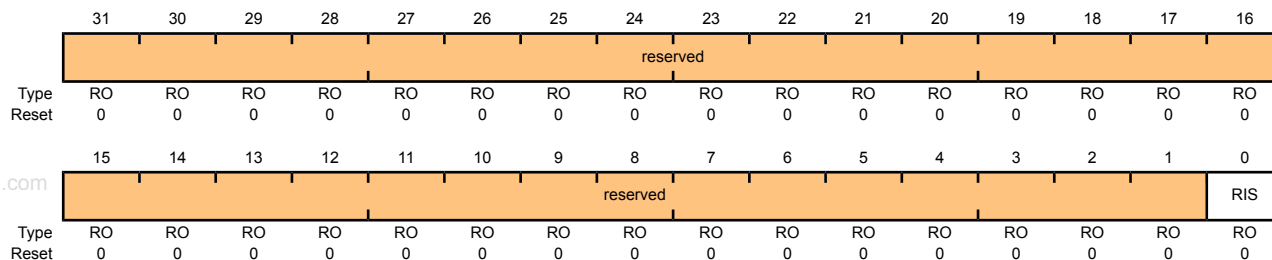 31 30 29 28 27 26 25 24 23 22 21 20 19 18 17 16
reserved
Type RO RO RO RO RO RO RO RO RO RO RO RO RO RO RO RO
Reset 0 0 0 0 0 0 0 0 0 0 0 0 0 0 0 0
15 14 13 12 11 10 9 8 7 6 5 4 3 2 1 0
.com
reserved RIS
Type RO RO RO RO RO RO RO RO RO RO RO RO RO RO RO RO
Reset 0 0 0 0 0 0 0 0 0 0 0 0 0 0 0 0